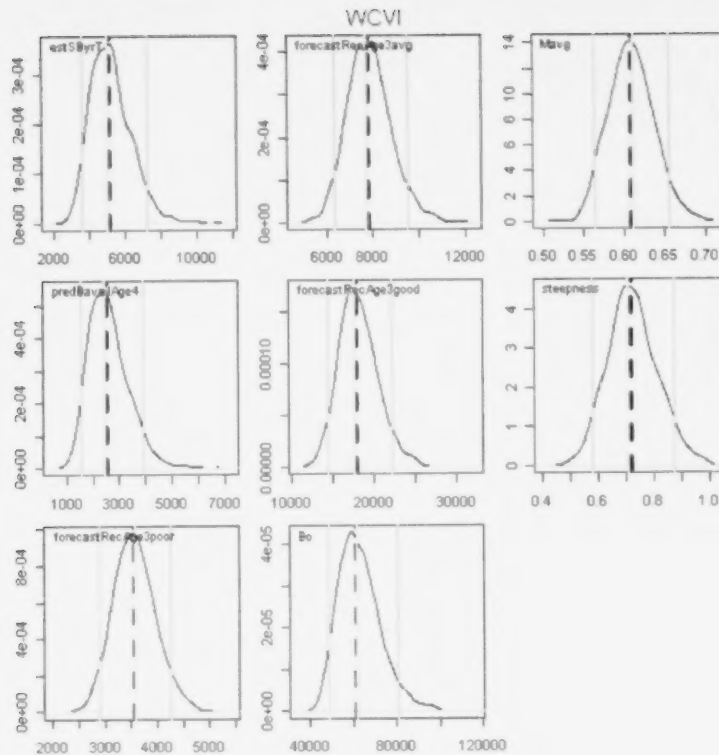 WCVI
estSByrT
forecastRecAge3avg
Mavg
0e+00 1e-04 2e-04 3e-04
0e+00 2e-04 4e-04
0 2 4 6 8 10 14
2000 6000 10000
6000 8000 12000
0.50 0.55 0.60 0.65 0.70
predBavailAge4
forecastRecAge3good
steepness
0e+00 2e-04 4e-04
0.00000 0.00010
0 1 2 3 4
1000 3000 5000 7000
10000 20000 30000
0.4 0.6 0.8 1.0
forecastRecAge3poor
Bo
0e+00 4e-04 8e-04
0e+00 2e-05 4e-05
2000 3000 4000 5000
40000 80000 120000